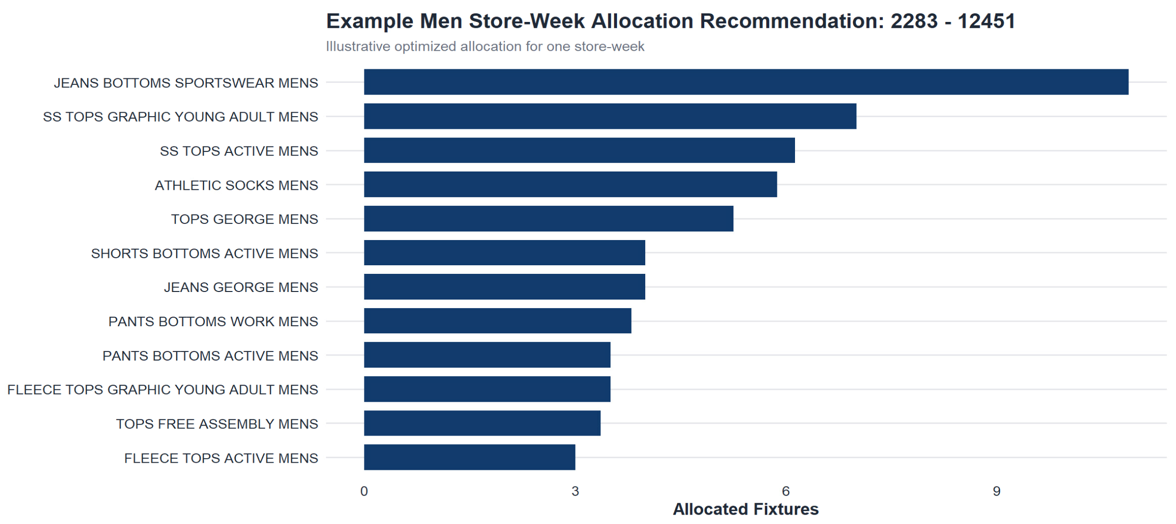 Example Men Store-Week Allocation Recommendation: 2283 - 12451
Illustrative optimized allocation for one store-week
JEANS BOTTOMS SPORTSWEAR MENS
SS TOPS GRAPHIC YOUNG ADULT MENS
SS TOPS ACTIVE MENS
ATHLETIC SOCKS MENS
TOPS GEORGE MENS
SHORTS BOTTOMS ACTIVE MENS
JEANS GEORGE MENS
PANTS BOTTOMS WORK MENS
PANTS BOTTOMS ACTIVE MENS
FLEECE TOPS GRAPHIC YOUNG ADULT MENS
TOPS FREE ASSEMBLY MENS
FLEECE TOPS ACTIVE MENS
0 3 6 9
Allocated Fixtures